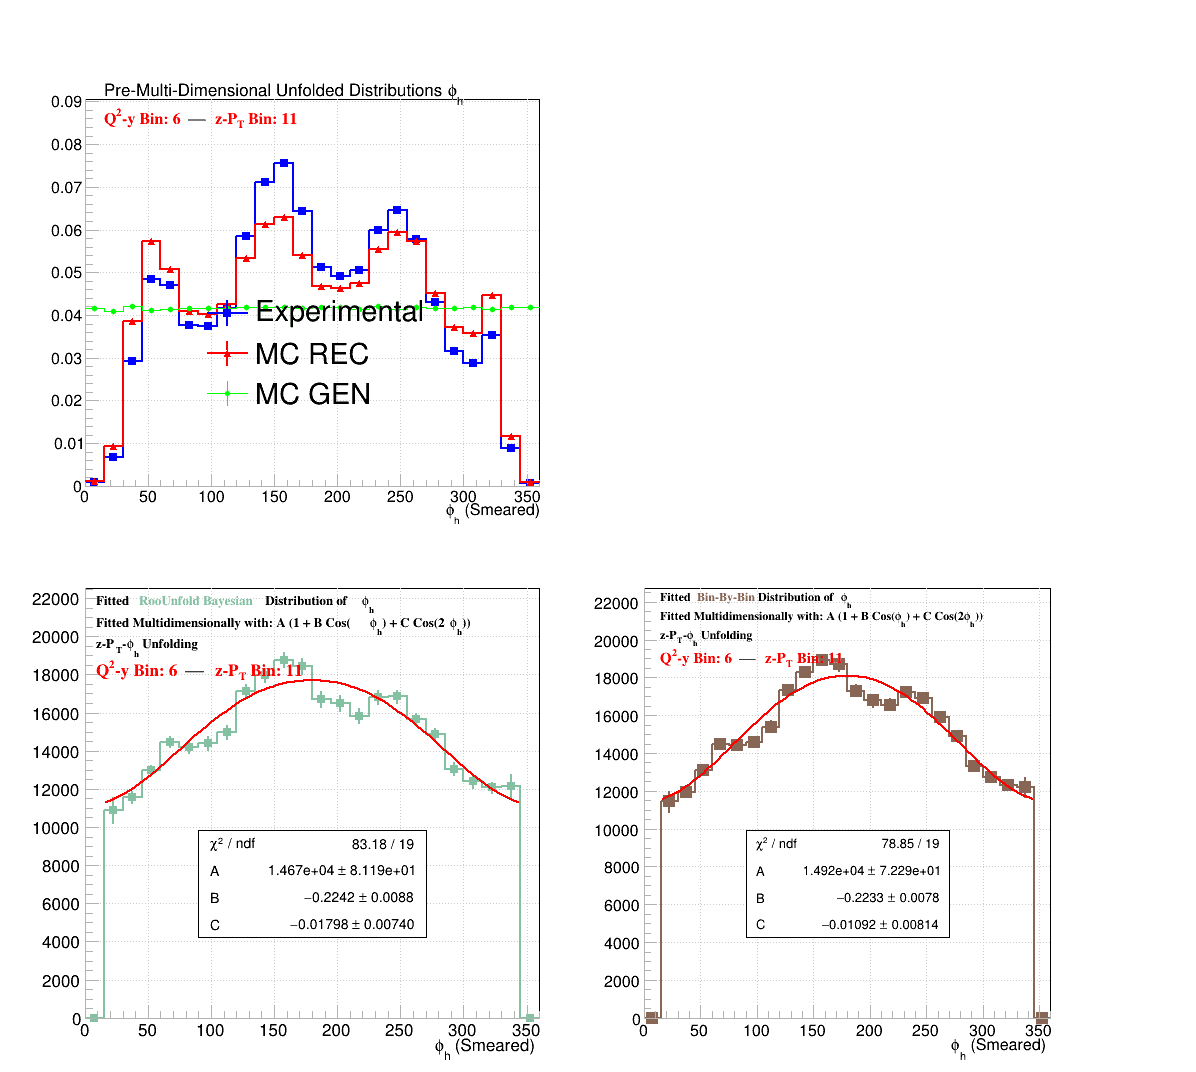 Pre-Multi-Dimensional Unfolded Distributions ϕh
0.09
Q2-y Bin: 6 — z-PT Bin: 11
0.08
0.07
0.06
0.05
0.04
0.03
0.02
0.01
0
Experimental
MC REC
MC GEN
0 50 100 150 200 250 300 350
ϕh (Smeared)
Fitted RooUnfold Bayesian Distribution of ϕh
Fitted Multidimensionally with: A (1 + B Cos( ϕh) + C Cos(2 ϕh))
z-PT-ϕh Unfolding
Q2-y Bin: 6 — z-PT Bin: 11
22000
20000
18000
16000
14000
12000
10000
8000
6000
4000
2000
0
χ2 / ndf 83.18 / 19
A 1.467e+04 ± 8.119e+01
B −0.2242 ± 0.0088
C −0.01798 ± 0.00740
0 50 100 150 200 250 300 350
ϕh (Smeared)
Fitted Bin-By-Bin Distribution of ϕh
Fitted Multidimensionally with: A (1 + B Cos(ϕh) + C Cos(2ϕh))
z-PT-ϕh Unfolding
Q2-y Bin: 6 — z-PT Bin: 11
22000
20000
18000
16000
14000
12000
10000
8000
6000
4000
2000
0
χ2 / ndf 78.85 / 19
A 1.492e+04 ± 7.229e+01
B −0.2233 ± 0.0078
C −0.01092 ± 0.00814
0 50 100 150 200 250 300 350
ϕh (Smeared)